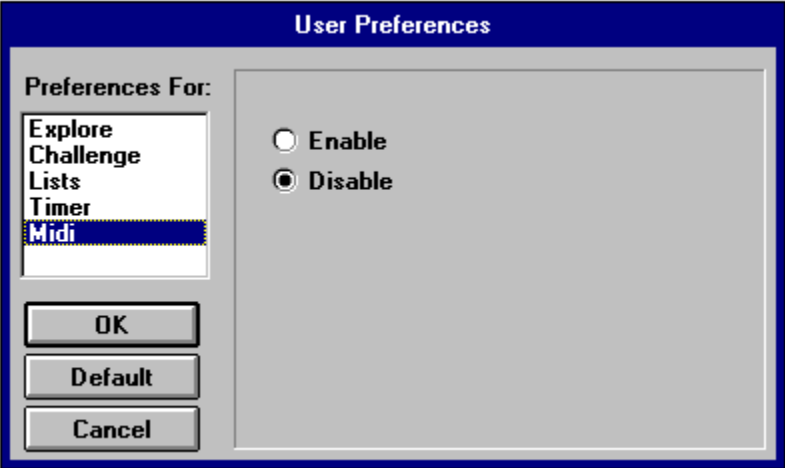 User Preferences
Preferences For:
Explore
Challenge
Lists
Timer
Midi
Enable
Disable
OK
Default
Cancel